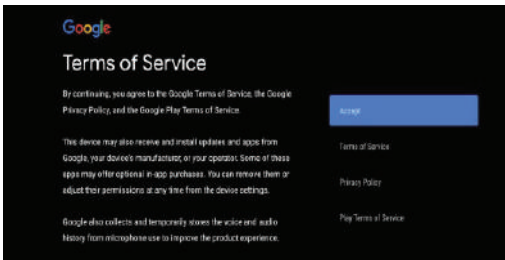 Google
Terms of Service
By continuing, you agree to the Google Terms of Service, the Google
Privacy Policy, and the Google Play Terms of Service.
This device may also receive and install updates and apps from
Google, your device's manufacturer, or your operator. Some of these
apps may offer optional in-app purchases. You can remove them or
adjust their permissions at any time from the device settings.
Google also collects and temporarily stores the voice and audio
history from microphone use to improve the product experience.
Accept
Terms of Service
Privacy Policy
Play Terms of Service